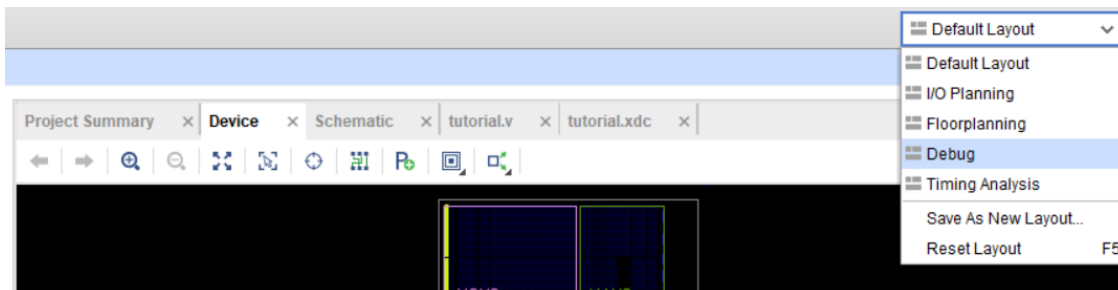 Default Layout
Default Layout
I/O Planning
Floorplanning
Debug
Timing Analysis
Save As New Layout...
Reset Layout F5
Project Summary Device Schematic tutorial.v tutorial.xdc